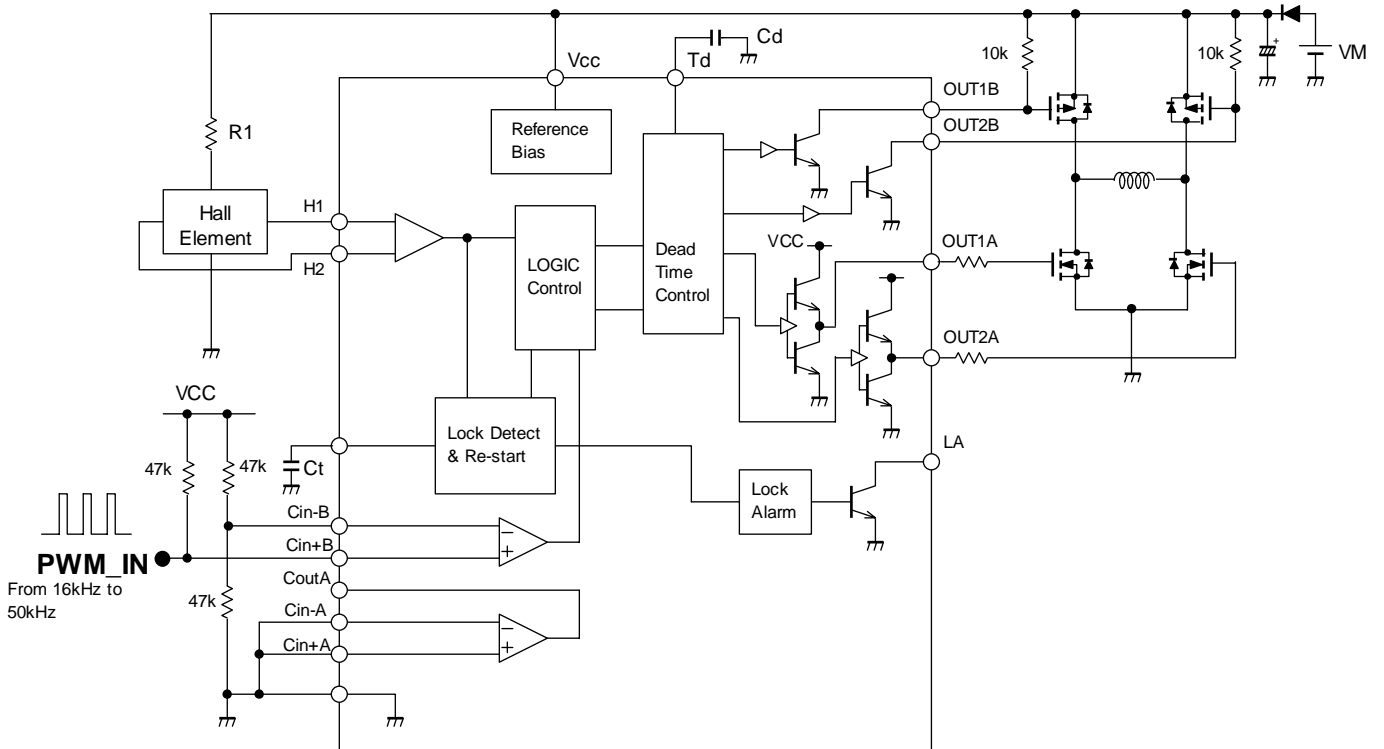 Cd
Vcc
Td
10k
10k
VM
OUT1B
OUT2B
R1
Reference
Bias
Hall
Element
H1
H2
LOGIC
Control
Dead
Time
Control
VCC
OUT1A
OUT2A
VCC
47k
47k
Ct
Lock Detect
& Re-start
LA
Lock
Alarm
Cin-B
Cin+B
PWM_IN
From 16kHz to
50kHz
47k
CoutA
Cin-A
Cin+A